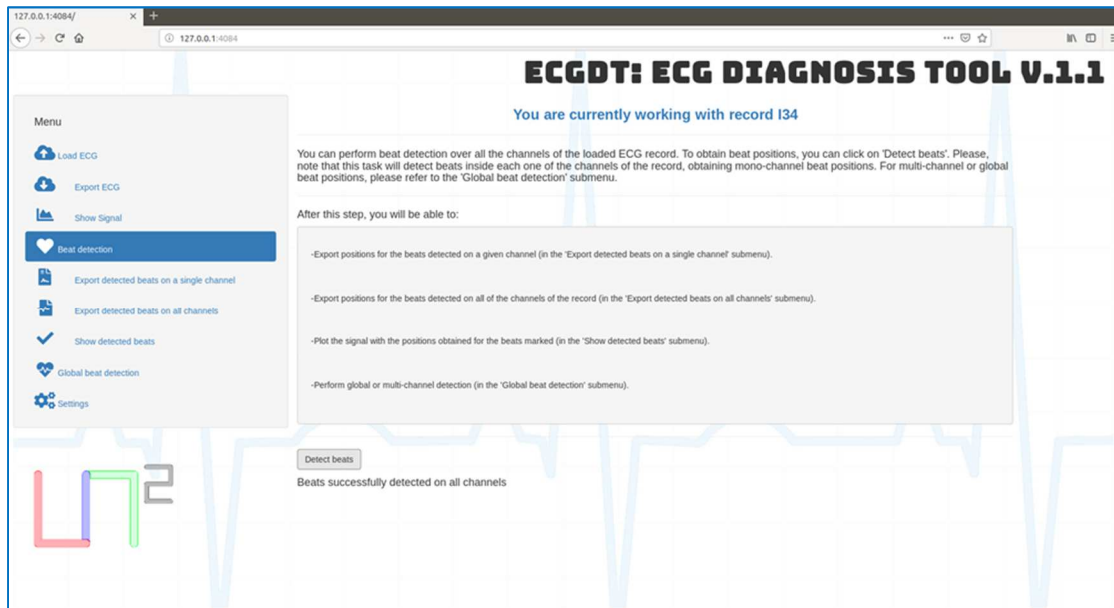 127.0.0.1:4084/
127.0.0.1:4084
ECGDT: ECG DIAGNOSIS TOOL V.1.1
You are currently working with record I34
Menu
Load ECG
Export ECG
Show Signal
Beat detection
Export detected beats on a single channel
Export detected beats on all channels
Show detected beats
Global beat detection
Settings
You can perform beat detection over all the channels of the loaded ECG record. To obtain beat positions, you can click on 'Detect beats'. Please,
note that this task will detect beats inside each one of the channels of the record, obtaining mono-channel beat positions. For multi-channel or global
beat positions, please refer to the 'Global beat detection' submenu.
After this step, you will be able to:
-Export positions for the beats detected on a given channel (in the 'Export detected beats on a single channel' submenu).
-Export positions for the beats detected on all of the channels of the record (in the 'Export detected beats on all channels' submenu).
-Plot the signal with the positions obtained for the beats marked (in the 'Show detected beats' submenu).
-Perform global or multi-channel detection (in the 'Global beat detection' submenu).
Detect beats
Beats successfully detected on all channels